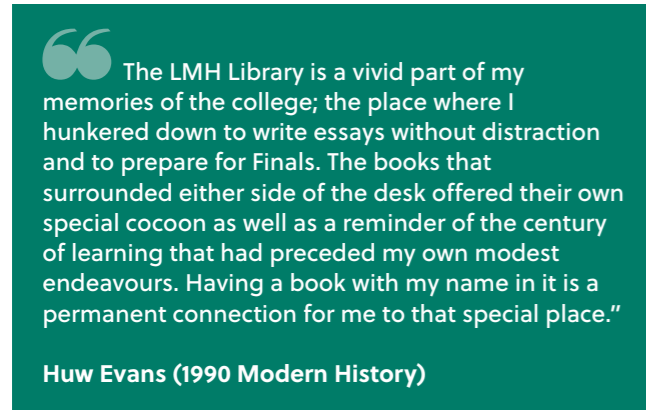 “ The LMH Library is a vivid part of my
memories of the college; the place where I
hunkered down to write essays without distraction
and to prepare for Finals. The books that
surrounded either side of the desk offered their own
special cocoon as well as a reminder of the century
of learning that had preceded my own modest
endeavours. Having a book with my name in it is a
permanent connection for me to that special place.”
Huw Evans (1990 Modern History)